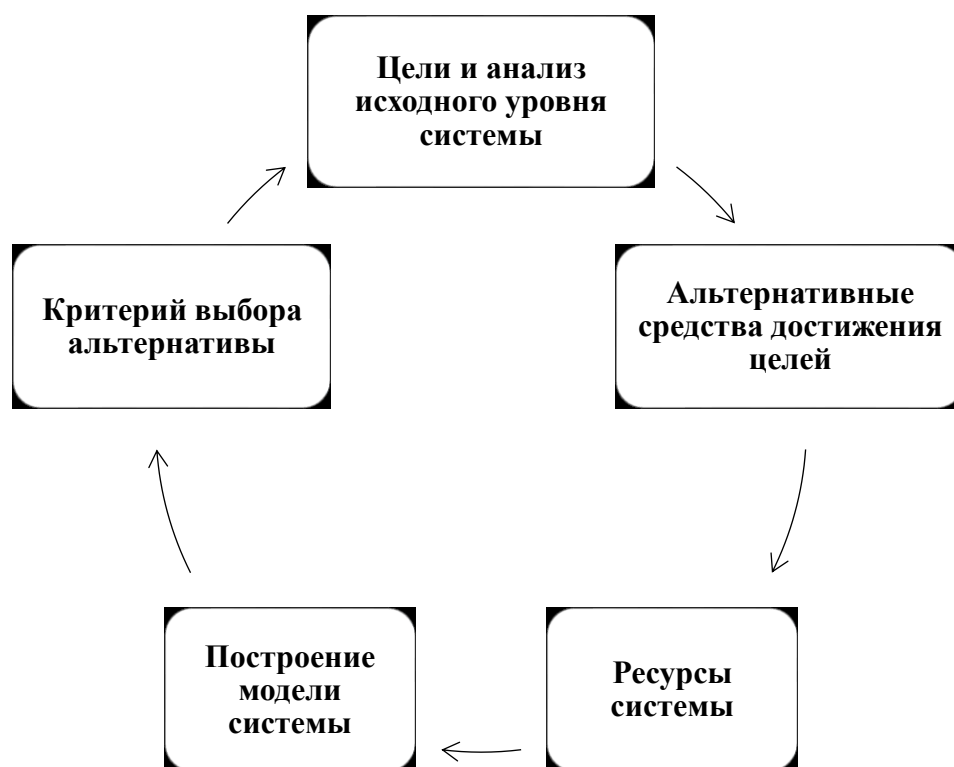 Цели и анализ
исходного уровня
системы
Альтернативные
средства достижения
целей
Ресурсы
системы
Построение
модели
системы
Критерий выбора
альтернативы